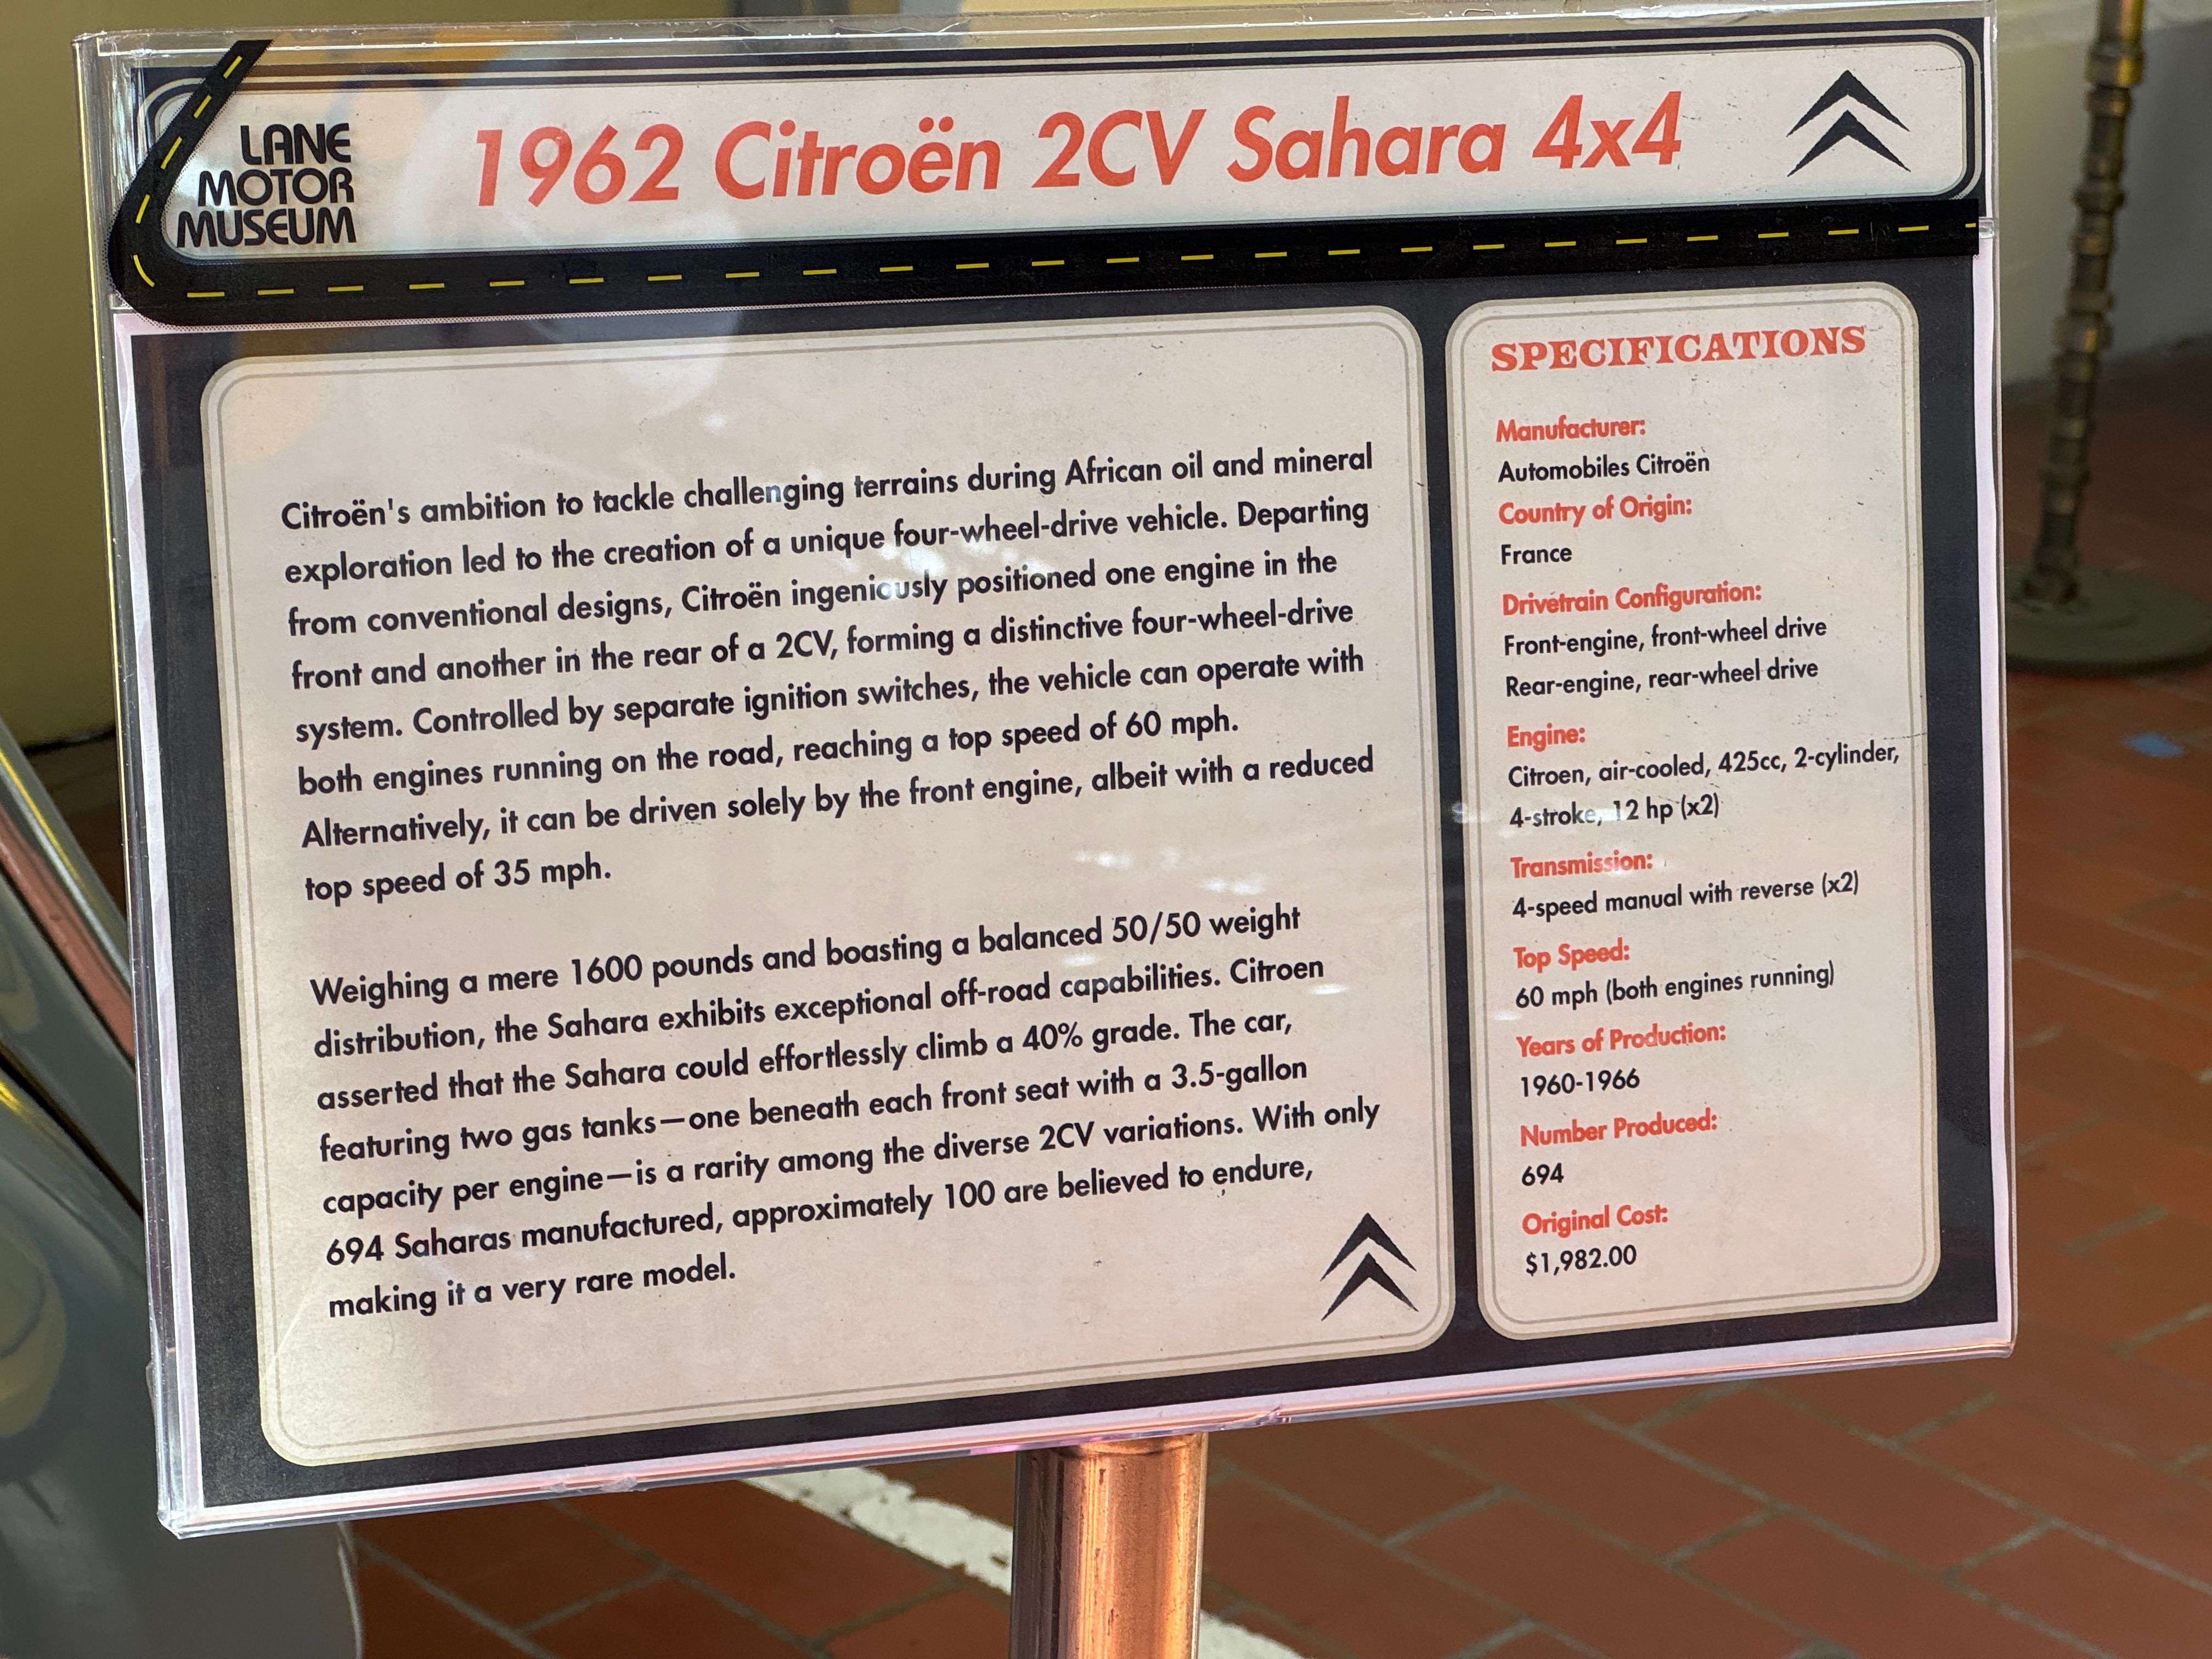 LANE
MOTOR
MUSEUM
1962 Citroën 2CV Sahara 4x4
Citroën's ambition to tackle challenging terrains during African oil and mineral
exploration led to the creation of a unique four-wheel-drive vehicle. Departing
from conventional designs, Citroën ingeniously positioned one engine in the
front and another in the rear of a 2CV, forming a distinctive four-wheel-drive
system. Controlled by separate ignition switches, the vehicle can operate with
both engines running on the road, reaching a top speed of 60 mph.
Alternatively, it can be driven solely by the front engine, albeit with a reduced
top speed of 35 mph.
Weighing a mere 1600 pounds and boasting a balanced 50/50 weight
distribution, the Sahara exhibits exceptional off-road capabilities. Citroen
asserted that the Sahara could effortlessly climb a 40% grade. The car,
featuring two gas tanks—one beneath each front seat with a 3.5-gallon
capacity per engine—is a rarity among the diverse 2CV variations. With only
694 Saharas manufactured, approximately 100 are believed to endure,
making it a very rare model.
SPECIFICATIONS
Manufacturer:
Automobiles Citroën
Country of Origin:
France
Drivetrain Configuration:
Front-engine, front-wheel drive
Rear-engine, rear-wheel drive
Engine:
Citroen, air-cooled, 425cc, 2-cylinder,
4-stroke, 12 hp (x2)
Transmission:
4-speed manual with reverse (x2)
Top Speed:
60 mph (both engines running)
Years of Production:
1960-1966
Number Produced:
694
Original Cost:
$1,982.00